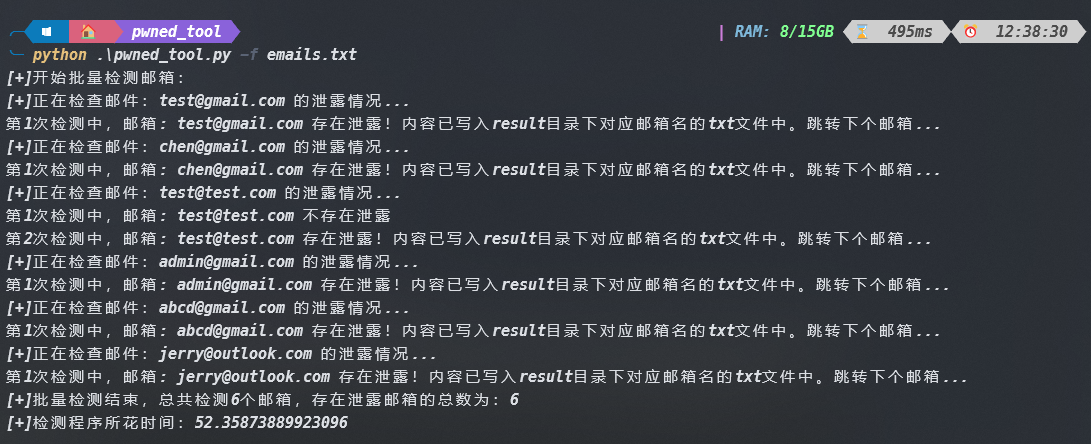 pwned_tool | RAM: 8/15GB 495ms 12:38:30
python .\pwned_tool.py -f emails.txt
[+]开始批量检测邮箱:
[+]正在检查邮件: test@gmail.com 的泄露情况...
第1次检测中, 邮箱: test@gmail.com 存在泄露! 内容已写入result目录下对应邮箱名的txt文件中。跳转下个邮箱...
[+]正在检查邮件: chen@gmail.com 的泄露情况...
第1次检测中, 邮箱: chen@gmail.com 存在泄露! 内容已写入result目录下对应邮箱名的txt文件中。跳转下个邮箱...
[+]正在检查邮件: test@test.com 的泄露情况...
第1次检测中, 邮箱: test@test.com 不存在泄露
第2次检测中, 邮箱: test@test.com 存在泄露! 内容已写入result目录下对应邮箱名的txt文件中。跳转下个邮箱...
[+]正在检查邮件: admin@gmail.com 的泄露情况...
第1次检测中, 邮箱: admin@gmail.com 存在泄露! 内容已写入result目录下对应邮箱名的txt文件中。跳转下个邮箱...
[+]正在检查邮件: abcd@gmail.com 的泄露情况...
第1次检测中, 邮箱: abcd@gmail.com 存在泄露! 内容已写入result目录下对应邮箱名的txt文件中。跳转下个邮箱...
[+]正在检查邮件: jerry@outlook.com 的泄露情况...
第1次检测中, 邮箱: jerry@outlook.com 存在泄露! 内容已写入result目录下对应邮箱名的txt文件中。跳转下个邮箱...
[+]批量检测结束, 总共检测6个邮箱, 存在泄露邮箱的总数为: 6
[+]检测程序所花时间: 52.35873889923096